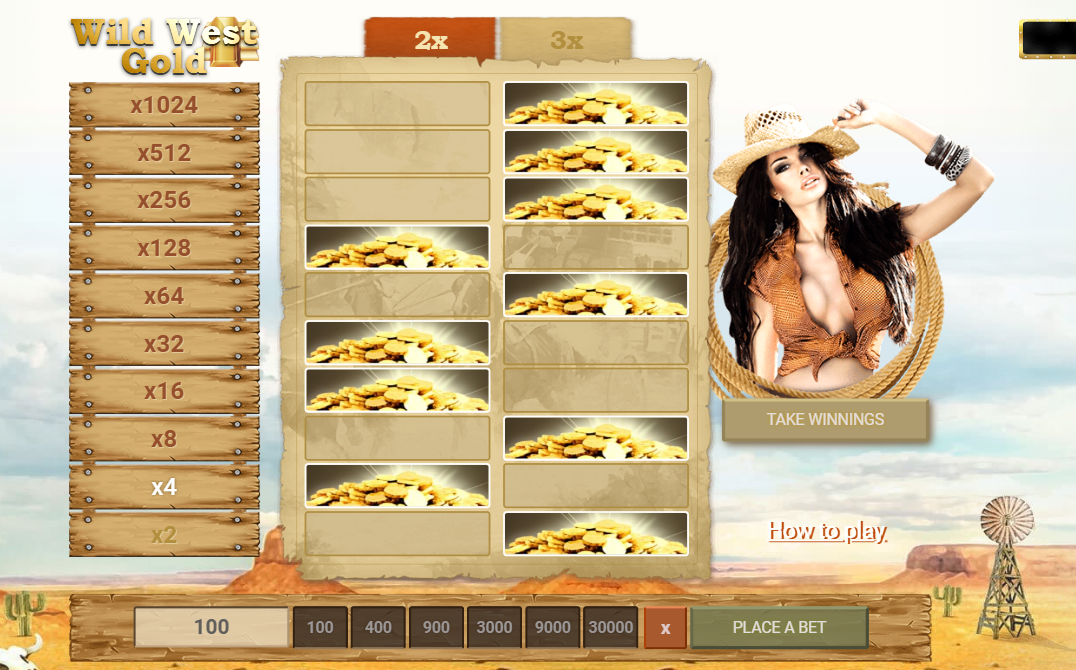 Wild West
Gold
2x
3x
x1024
x512
x256
x128
x64
x32
x16
x8
x4
x2
TAKE WINNINGS
How to play
100
100
400
900
3000
9000
30000
x
PLACE A BET